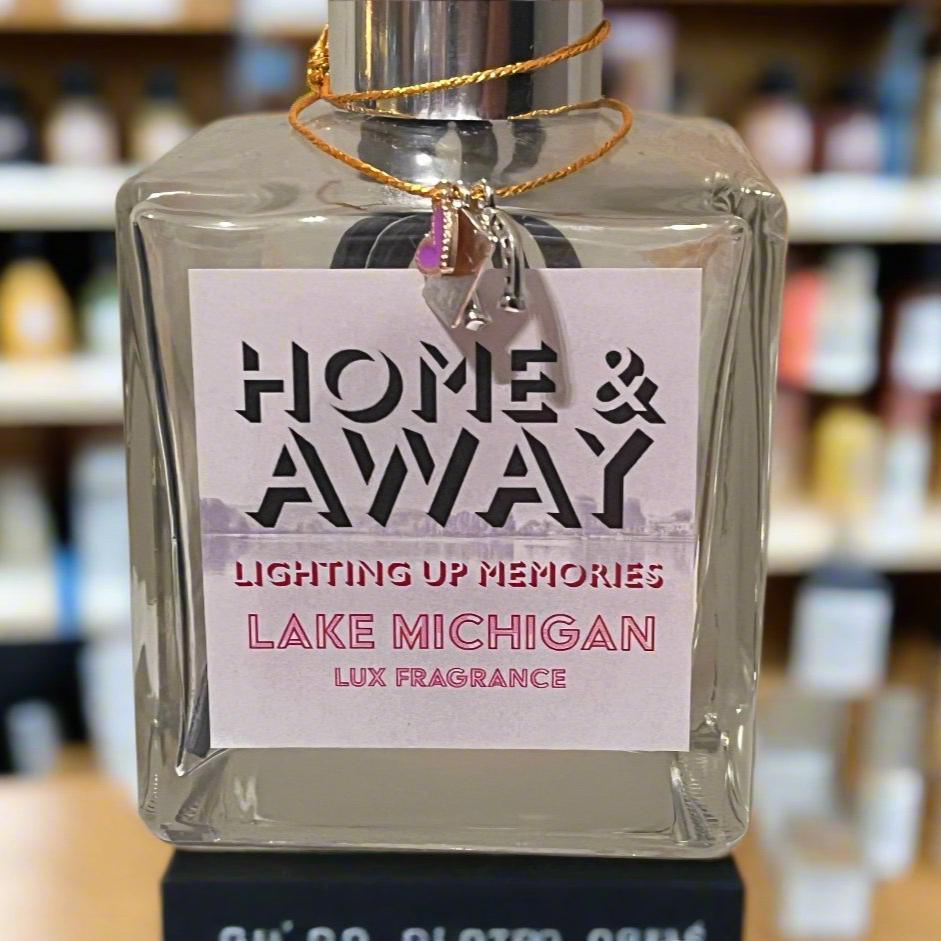 HOME &
AWAY
LIGHTING UP MEMORIES
LAKE MICHIGAN
LUX FRAGRANCE